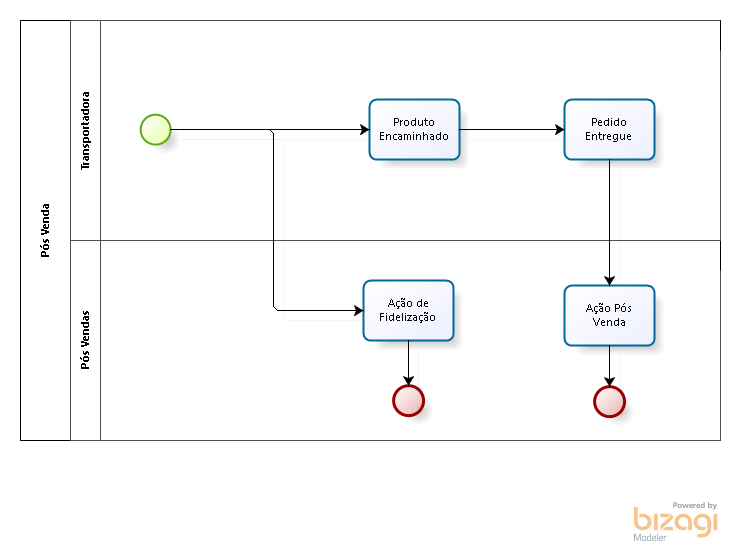 Pós Venda
Transportadora
Produto
Encaminhado
Pedido
Entregue
Pós Vendas
Ação de
Fidelização
Ação Pós
Venda
Powered by
bizagi
Modeler